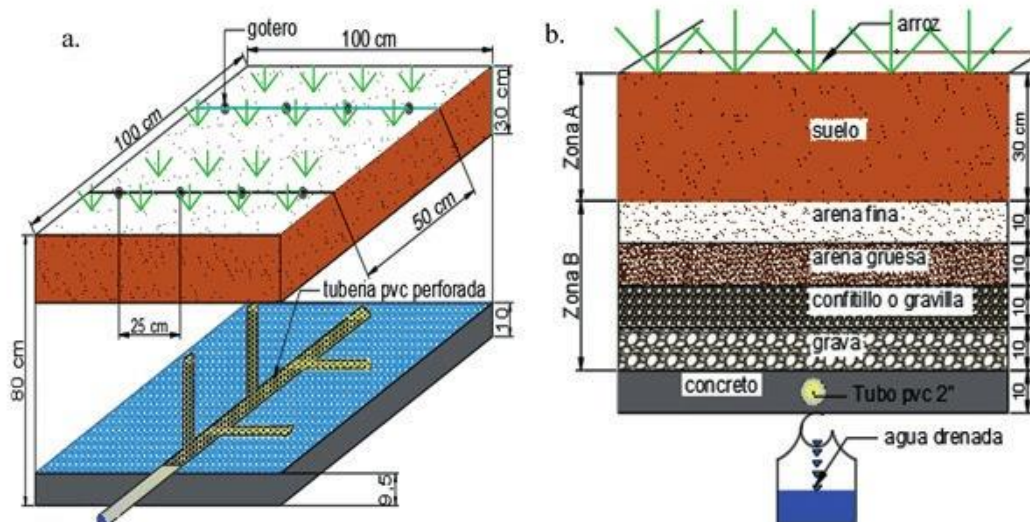 a.
gotero
100 cm
100 cm
30 cm
50 cm
tuberia pvc perforada
25 cm
10
80 cm
9,5
b.
arroz
Zona A
suelo
30 cm
Zona B
arena fina
10
arena gruesa
10
confitillo o gravilla
10
grava
10
concreto
Tubo pvc 2"
10
agua drenada